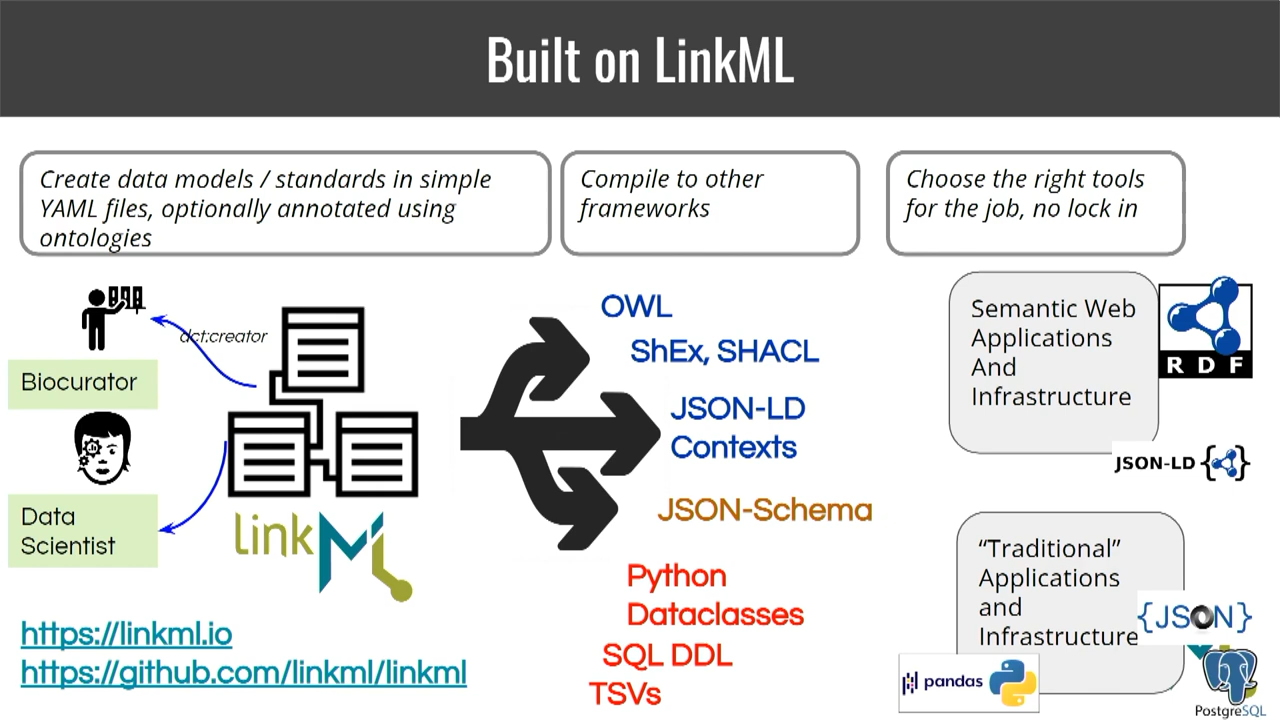 Built on LinkML
Create data models / standards in simple
YAML files, optionally annotated using
ontologies
Compile to other
frameworks
Choose the right tools
for the job, no lock in
dct:creator
Biocurator
Data
Scientist
linkML
https://linkml.io
https://github.com/linkml/linkml
OWL
ShEx, SHACL
JSON-LD
Contexts
JSON-Schema
Python
Dataclasses
SQL DDL
TSVs
Semantic Web
Applications
And
Infrastructure
RDF
JSON-LD
“Traditional”
Applications
and
Infrastructure
{JSON}
pandas
PostgreSQL